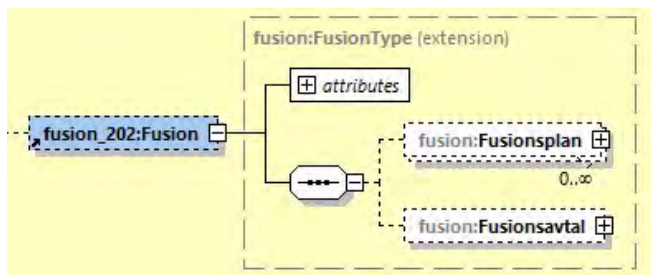 fusion:FusionType (extension)
attributes
fusion_202:Fusion
fusion:Fusionsplan
0..∞
fusion:Fusionsavtal